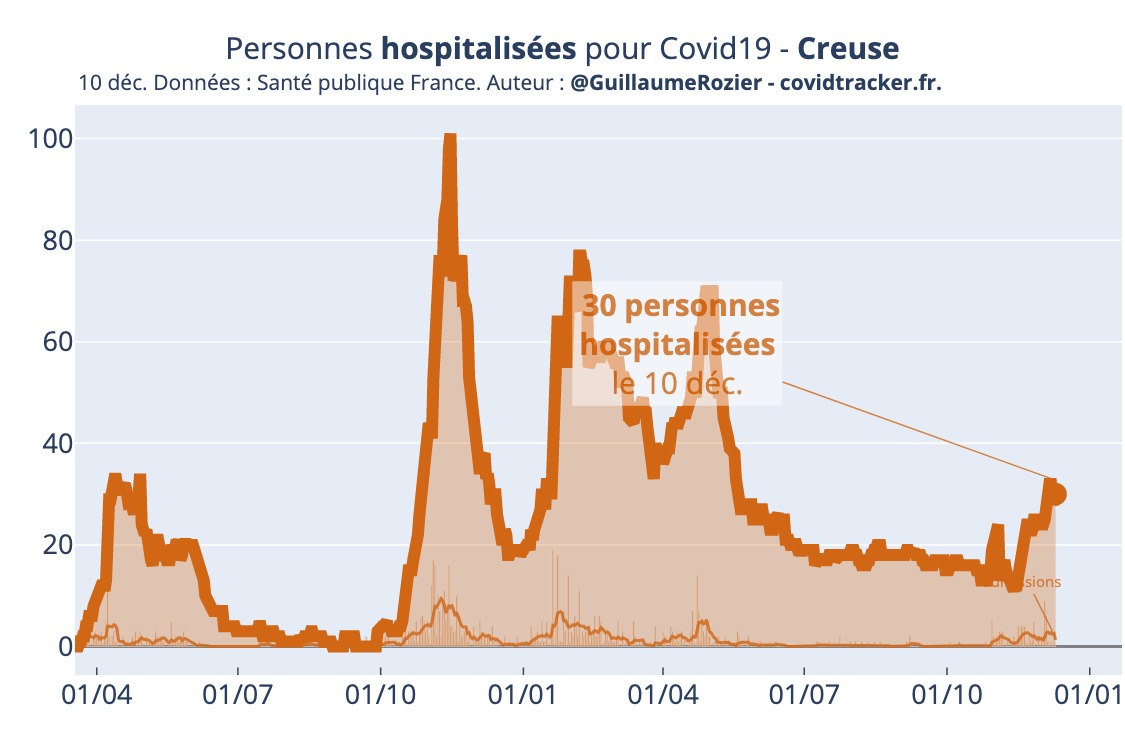 Personnes hospitalisées pour Covid19 - Creuse
10 déc. Données : Santé publique France. Auteur : @GuillaumeRozier - covidtracker.fr.
100
80
60
40
20
0
30 personnes
hospitalisées
le 10 déc.
01/04
01/07
01/10
01/01
01/04
01/07
01/10
01/01